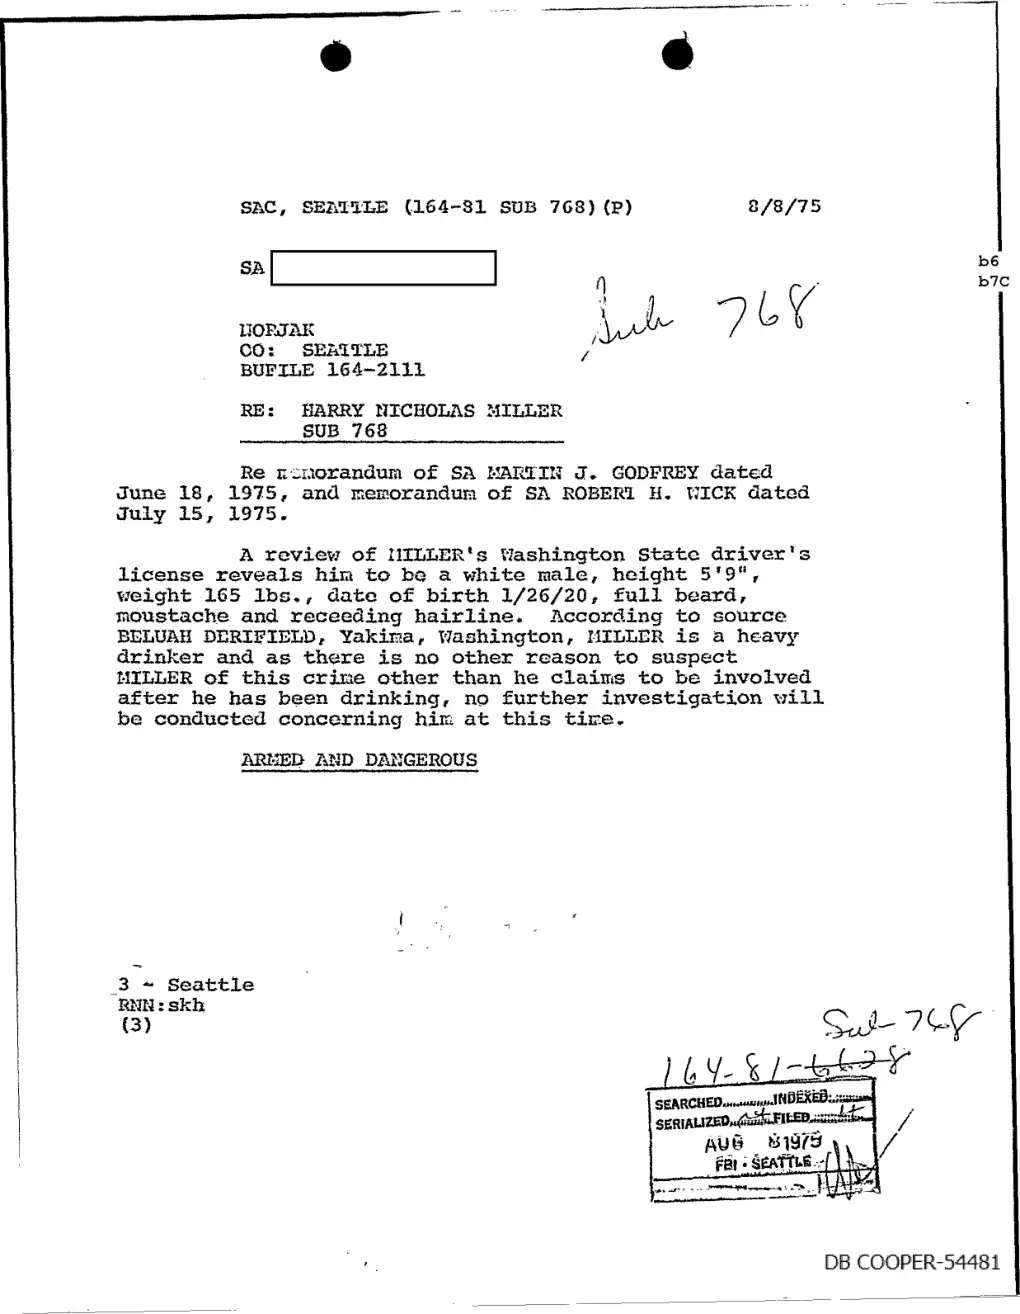 SAC, SEATTLE (164-81 SUB 768)(P) 8/8/75
SA
b6
b7C
Sub 768
NORJAK
OO: SEATTLE
BUFILE 164-2111
RE: HARRY NICHOLAS MILLER
SUB 768
Re memorandum of SA MARTIN J. GODFREY dated
June 18, 1975, and memorandum of SA ROBERT H. WICK dated
July 15, 1975.
A review of MILLER's Washington State driver's
license reveals him to be a white male, height 5'9",
weight 165 lbs., date of birth 1/26/20, full beard,
moustache and receeding hairline. According to source
BELUAH DERIFIELD, Yakima, Washington, MILLER is a heavy
drinker and as there is no other reason to suspect
MILLER of this crime other than he claims to be involved
after he has been drinking, no further investigation will
be conducted concerning him at this time.
ARMED AND DANGEROUS
3 - Seattle
RNN:skh
(3)
Sub 768
164-81-6628
SEARCHED INDEXED
SERIALIZED FILED
AUG 8 1975
FBI - SEATTLE
DB COOPER-54481